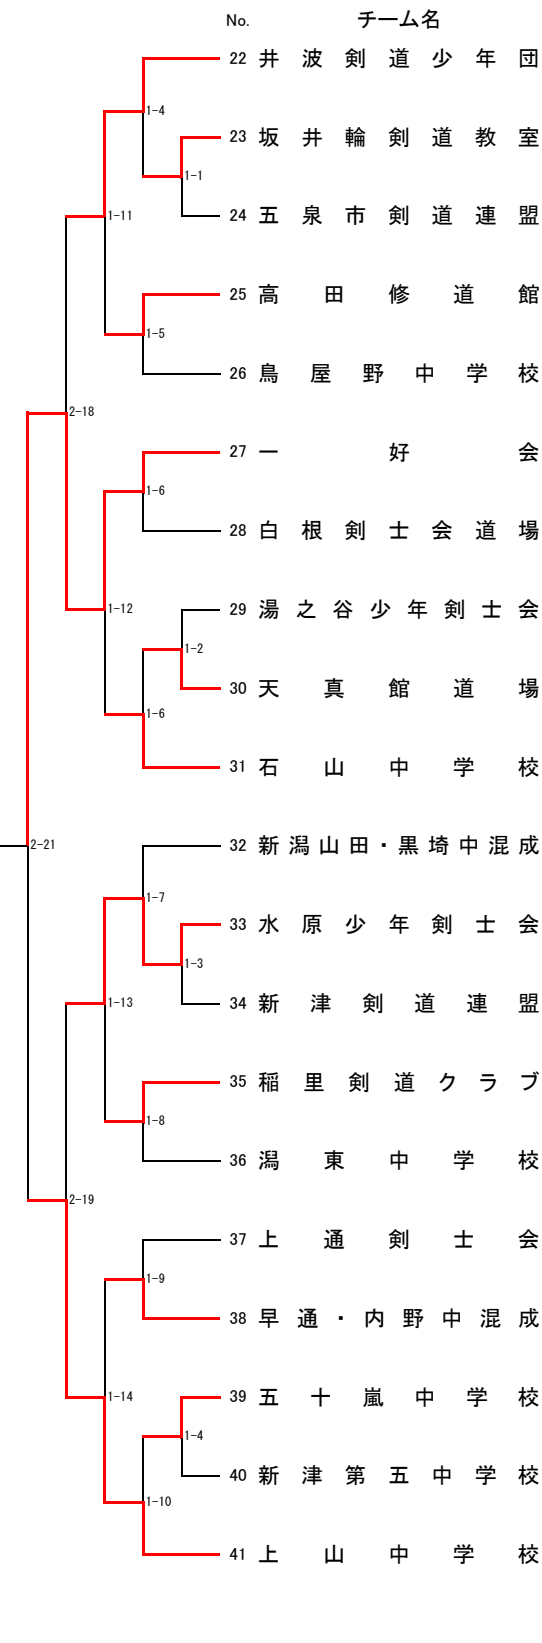 No. チーム名
22 井波剣道少年団
1-4
23 坂井輪剣道教室
1-1
24 五泉市剣道連盟
1-11
25 高田修道館
1-5
26 鳥屋野中学校
2-18
27 一好会
1-6
28 白根剣士会道場
29 湯之谷少年剣士会
1-12
1-2
30 天真館道場
1-6
31 石山中学校
32 新潟山田・黒埼中混成
2-21
1-7
33 水原少年剣士会
1-3
34 新津剣道連盟
1-13
35 稲里剣道クラブ
1-8
36 潟東中学校
2-19
37 上通剣士会
1-9
38 早通・内野中混成
39 五十嵐中学校
1-14
1-4
40 新津第五中学校
1-10
41 上山中学校